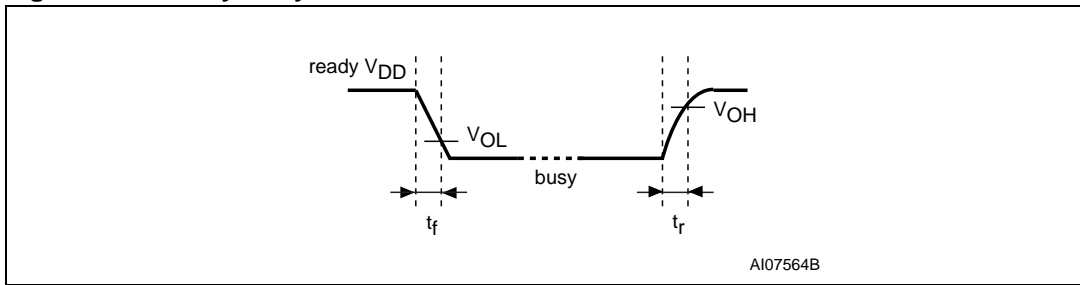 ready VDD
VOL
VOH
busy
tf
tr
AI07564B